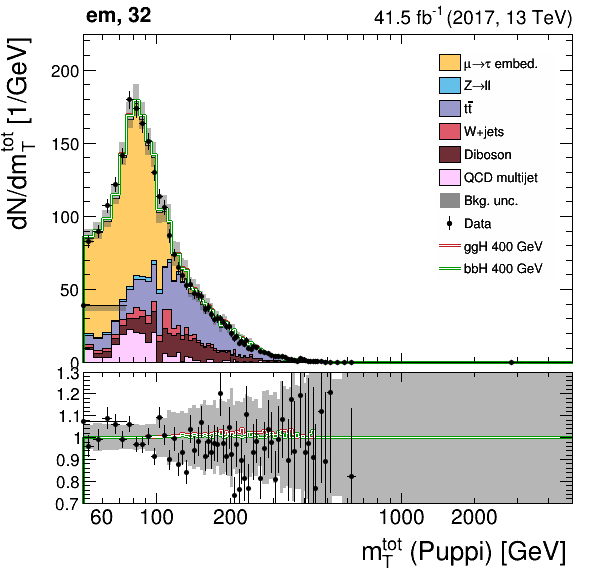 em, 32
41.5 fb⁻¹ (2017, 13 TeV)
dN/dm_T^tot [1/GeV]
200
150
100
50
0
μ→τ embed.
Z→ll
tt̄
W+jets
Diboson
QCD multijet
Bkg. unc.
Data
ggH 400 GeV
bbH 400 GeV
1.3
1.2
1.1
1
0.9
0.8
0.7
60 100 200 1000 2000
m_T^tot (Puppi) [GeV]